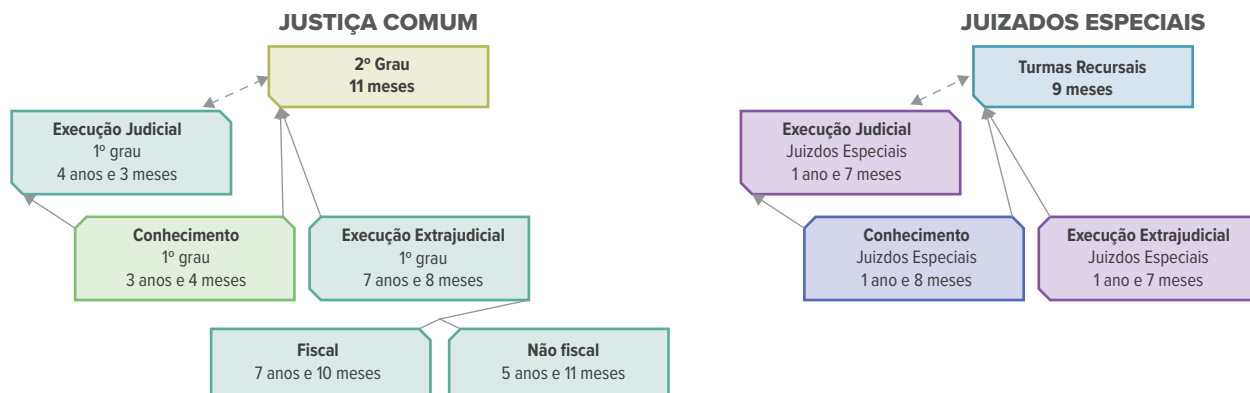 JUSTIÇA COMUM
2º Grau
11 meses
Execução Judicial
1º grau
4 anos e 3 meses
Conhecimento
1º grau
3 anos e 4 meses
Execução Extrajudicial
1º grau
7 anos e 8 meses
Fiscal
7 anos e 10 meses
Não fiscal
5 anos e 11 meses
JUIZADOS ESPECIAIS
Turmas Recursais
9 meses
Execução Judicial
Juizdos Especiais
1 ano e 7 meses
Conhecimento
Juizdos Especiais
1 ano e 8 meses
Execução Extrajudicial
Juizdos Especiais
1 ano e 7 meses